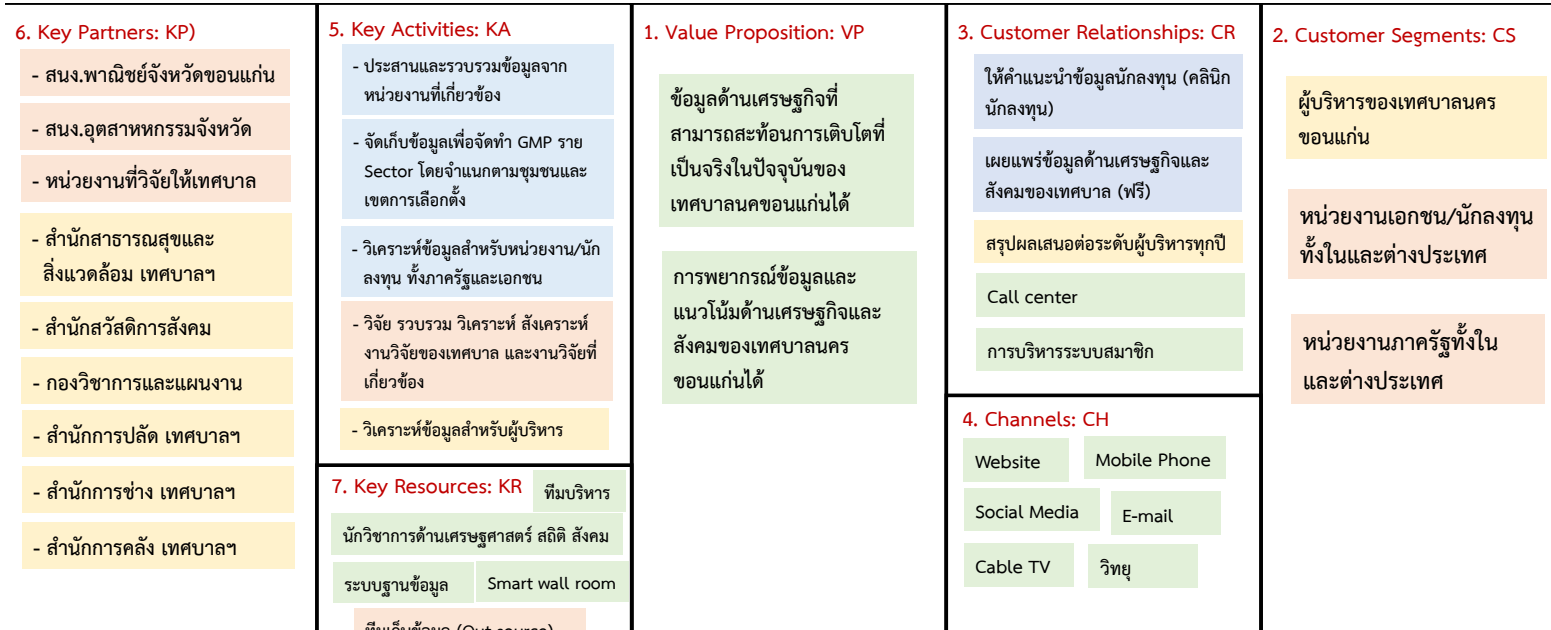 6. Key Partners: KP)
- สนง.พาณิชย์จังหวัดขอนแก่น
- สนง.อุตสาหหกรรมจังหวัด
- หน่วยงานที่วิจัยให้เทศบาล
- สำนักสาธารณสุขและ
สิ่งแวดล้อม เทศบาลฯ
- สำนักสวัสดิการสังคม
- กองวิชาการและแผนงาน
- สำนักการปลัด เทศบาลฯ
- สำนักการช่าง เทศบาลฯ
- สำนักการคลัง เทศบาลฯ
5. Key Activities: KA
- ประสานและรวบรวมข้อมูลจาก
หน่วยงานที่เกี่ยวข้อง
- จัดเก็บข้อมูลเพื่อจัดทำ GMP ราย
Sector โดยจำแนกตามชุมชนและ
เขตการเลือกตั้ง
- วิเคราะห์ข้อมูลสำหรับหน่วยงาน/นัก
ลงทุน ทั้งภาครัฐและเอกชน
- วิจัย รวบรวม วิเคราะห์ สังเคราะห์
งานวิจัยของเทศบาล และงานวิจัยที่
เกี่ยวข้อง
- วิเคราะห์ข้อมูลสำหรับผู้บริหาร
7. Key Resources: KR
ทีมบริหาร
นักวิชาการด้านเศรษฐศาสตร์ สถิติ สังคม
ระบบฐานข้อมูล
Smart wall room
ทีมเก็บข้อมูล (Out source)
1. Value Proposition: VP
ข้อมูลด้านเศรษฐกิจที่
สามารถสะท้อนการเติบโตที่
เป็นจริงในปัจจุบันของ
เทศบาลนคขอนแก่นได้
การพยากรณ์ข้อมูลและ
แนวโน้มด้านเศรษฐกิจและ
สังคมของเทศบาลนคร
ขอนแก่นได้
3. Customer Relationships: CR
ให้คำแนะนำข้อมูลนักลงทุน (คลินิก
นักลงทุน)
เผยแพร่ข้อมูลด้านเศรษฐกิจและ
สังคมของเทศบาล (ฟรี)
สรุปผลเสนอต่อระดับผู้บริหารทุกปี
Call center
การบริหารระบบสมาชิก
4. Channels: CH
Website
Mobile Phone
Social Media
E-mail
Cable TV
วิทยุ
2. Customer Segments: CS
ผู้บริหารของเทศบาลนคร
ขอนแก่น
หน่วยงานเอกชน/นักลงทุน
ทั้งในและต่างประเทศ
หน่วยงานภาครัฐทั้งใน
และต่างประเทศ